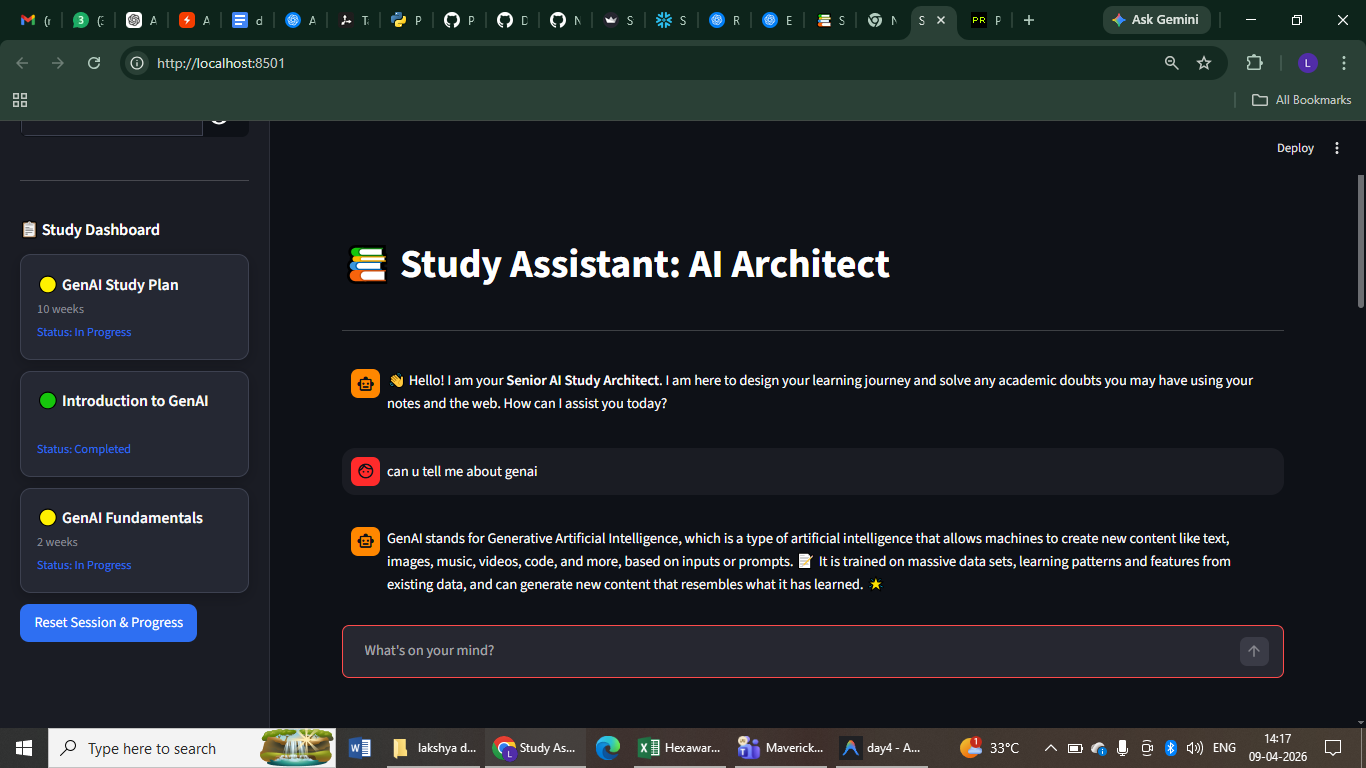 Ask Gemini
http://localhost:8501
L
All Bookmarks
Deploy
Study Dashboard
GenAI Study Plan
10 weeks
Status: In Progress
Introduction to GenAI
Status: Completed
GenAI Fundamentals
2 weeks
Status: In Progress
Reset Session & Progress
Study Assistant: AI Architect
Hello! I am your Senior AI Study Architect. I am here to design your learning journey and solve any academic doubts you may have using your
notes and the web. How can I assist you today?
can u tell me about genai
GenAI stands for Generative Artificial Intelligence, which is a type of artificial intelligence that allows machines to create new content like text,
images, music, videos, code, and more, based on inputs or prompts. It is trained on massive data sets, learning patterns and features from
existing data, and can generate new content that resembles what it has learned.
What's on your mind?
Type here to search
lakshya d...
Study As...
Hexawar...
Maverick...
day4 - A...
33°C
ENG
14:17
09-04-2026